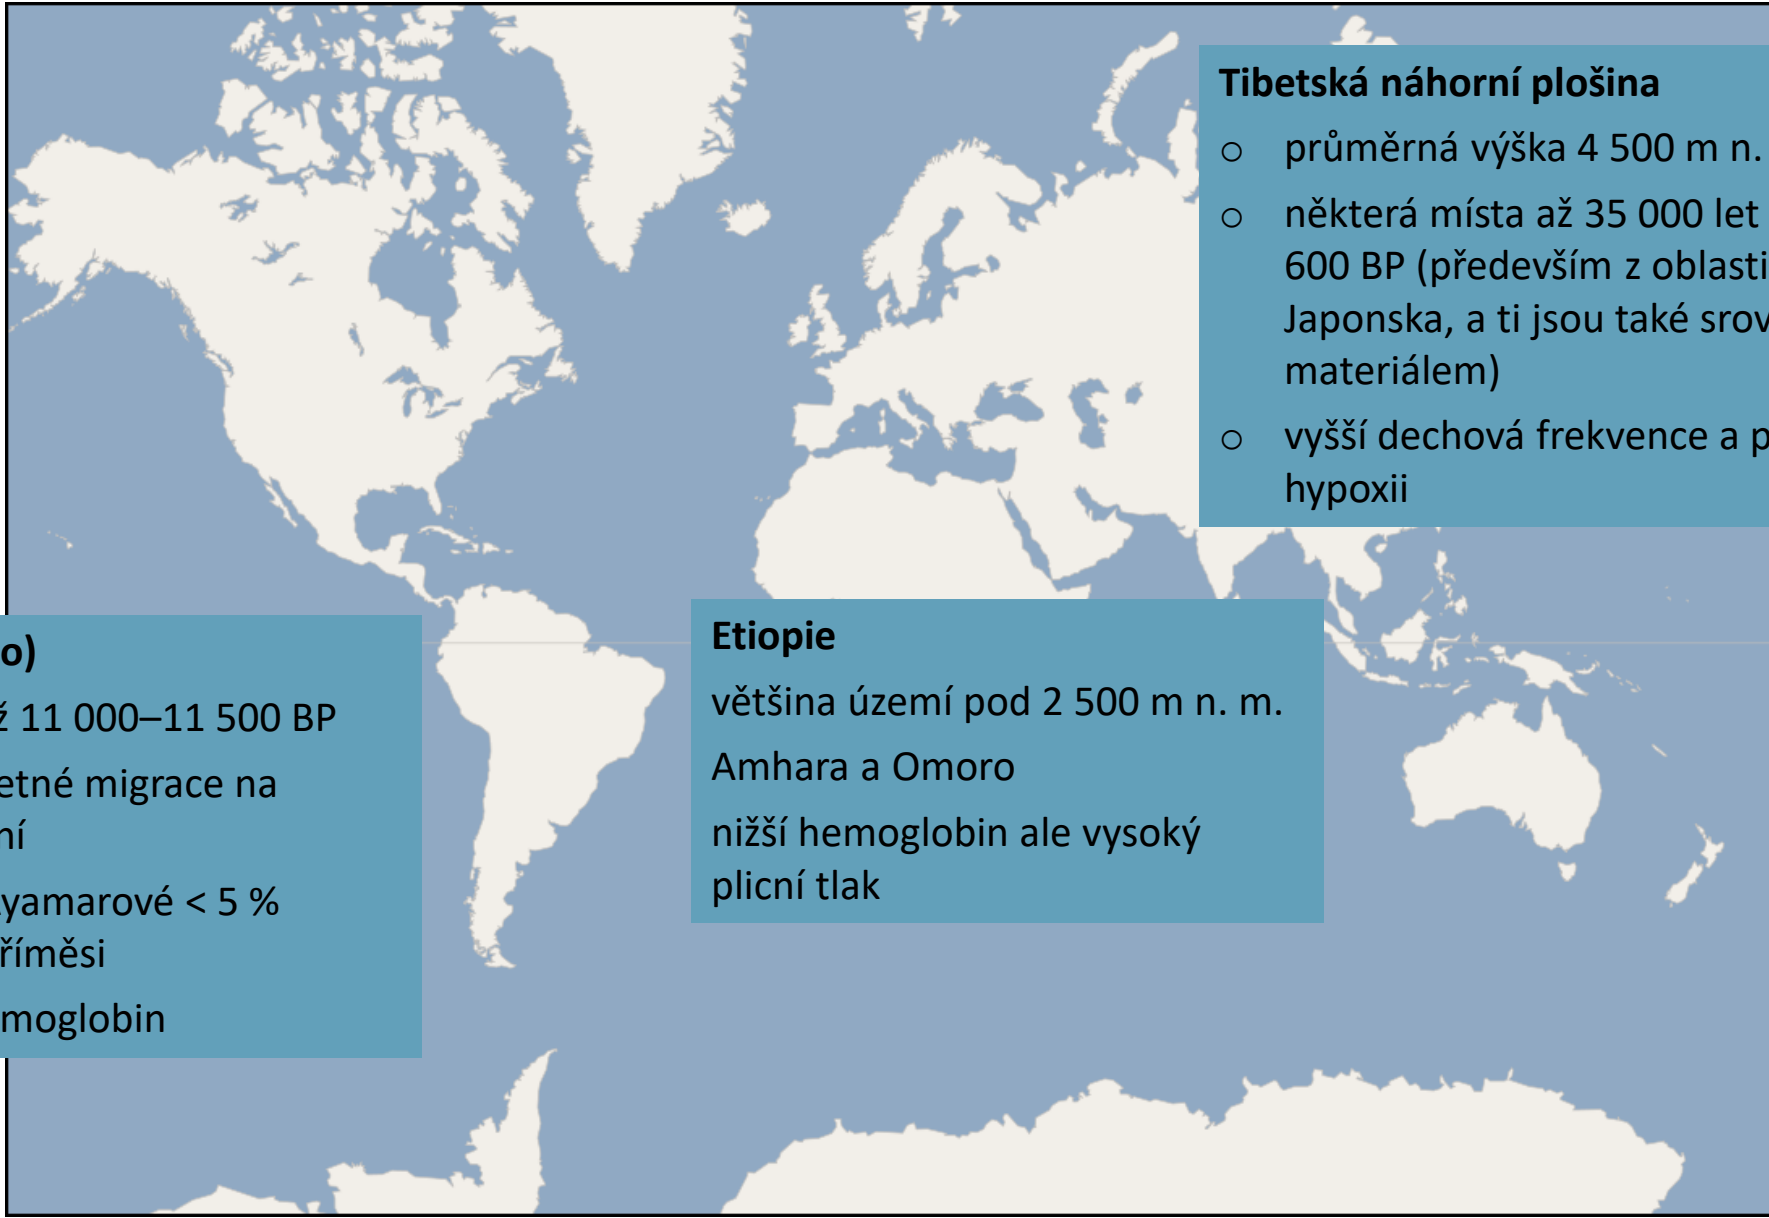 Tibetská náhorní plošina
o průměrná výška 4 500 m n.
o některá místa až 35 000 let
600 BP (především z oblasti
Japonska, a ti jsou také srov
materiálem)
o vyšší dechová frekvence a p
hypoxii
o)
ž 11 000–11 500 BP
etné migrace na
ní
yamarové < 5 %
říměsi
moglobin
Etiopie
většina území pod 2 500 m n. m.
Amhara a Omoro
nižší hemoglobin ale vysoký
plicní tlak